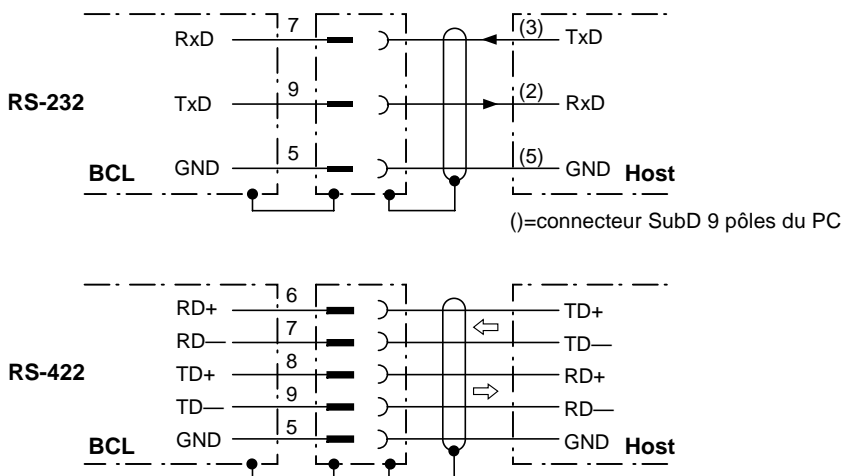 RxD 7 (3) TxD
RS-232 TxD 9 (2) RxD
BCL GND 5 (5) GND Host
()=connecteur SubD 9 pôles du PC
RD+ 6 TD+
RD— 7 TD—
RS-422 TD+ 8 RD+
TD— 9 RD—
BCL GND 5 GND Host